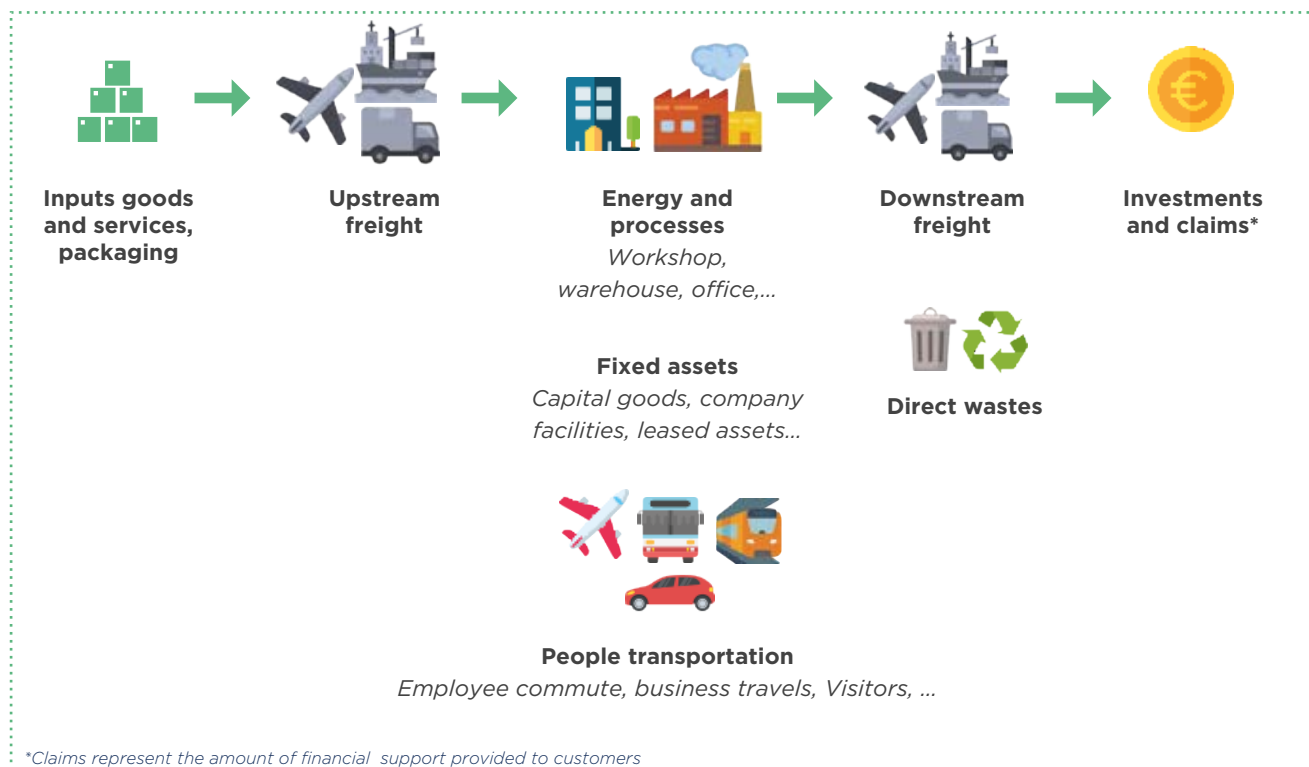 Inputs goods
and services,
packaging
Upstream
freight
Energy and
processes
Workshop,
warehouse, office,...
Downstream
freight
Investments
and claims*
Fixed assets
Capital goods, company
facilities, leased assets...
Direct wastes
People transportation
Employee commute, business travels, Visitors, ...
*Claims represent the amount of financial support provided to customers